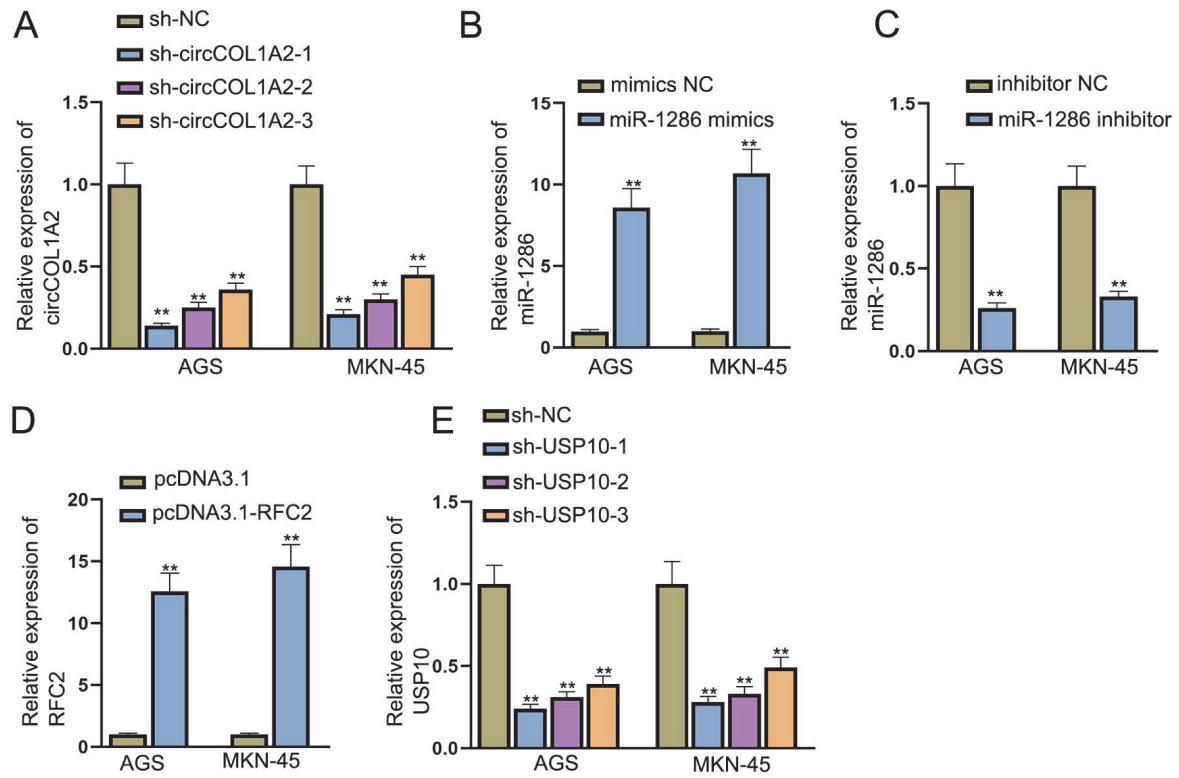 A
sh-NC
sh-circCOL1A2-1
sh-circCOL1A2-2
sh-circCOL1A2-3
Relative expression of
circCOL1A2
1.5
1.0
0.5
0.0
** ** **
** ** **
AGS
MKN-45
B
mimics NC
miR-1286 mimics
Relative expression of
miR-1286
15
10
5
0
**
**
AGS
MKN-45
C
inhibitor NC
miR-1286 inhibitor
Relative expression of
miR-1286
1.5
1.0
0.5
0.0
**
**
AGS
MKN-45
D
pcDNA3.1
pcDNA3.1-RFC2
Relative expression of
RFC2
20
15
10
5
0
**
**
AGS
MKN-45
E
sh-NC
sh-USP10-1
sh-USP10-2
sh-USP10-3
Relative expression of
USP10
1.5
1.0
0.5
0.0
** ** **
** ** **
AGS
MKN-45